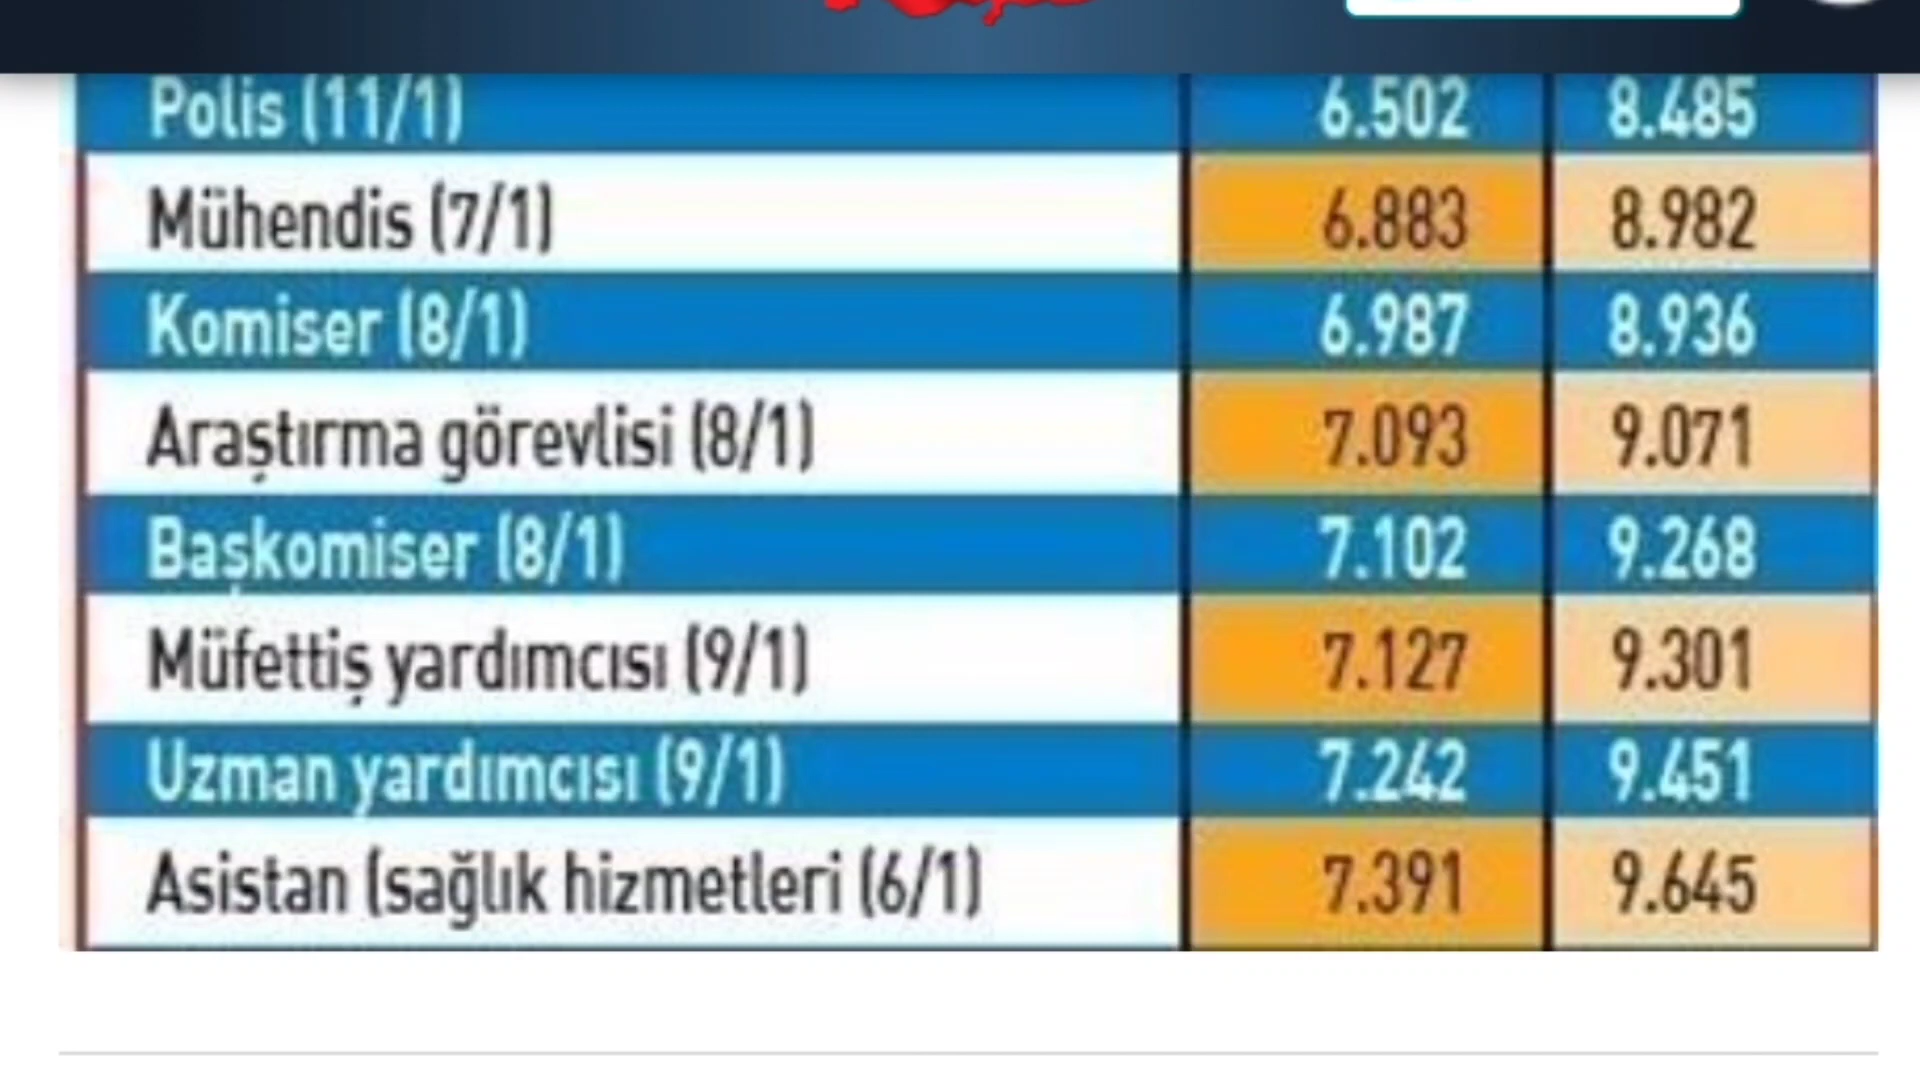 Polis (11/1) 6.502 8.485
Mühendis (7/1) 6.883 8.982
Komiser (8/1) 6.987 8.936
Araştırma görevlisi (8/1) 7.093 9.071
Başkomiser (8/1) 7.102 9.268
Müfettiş yardımcısı (9/1) 7.127 9.301
Uzman yardımcısı (9/1) 7.242 9.451
Asistan (sağlık hizmetleri (6/1) 7.391 9.645